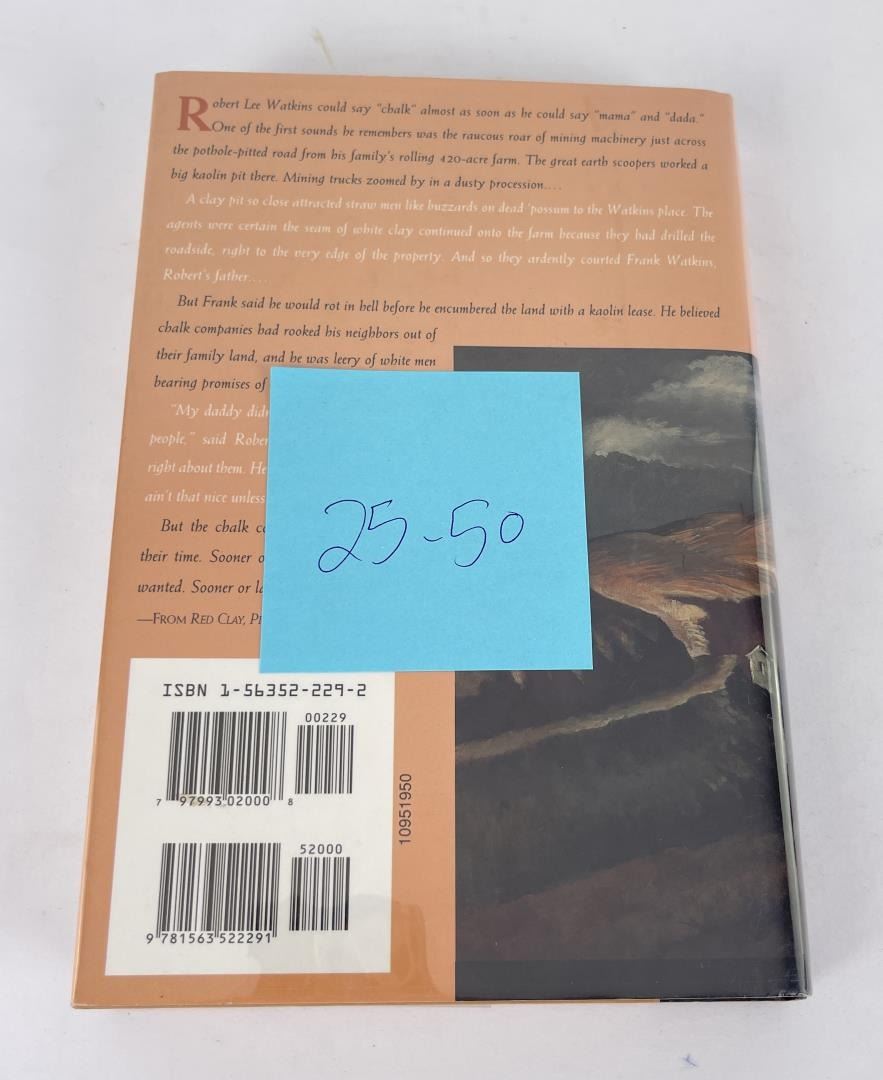 Robert Lee Watkins could say "chalk" almost as soon as he could say "mama" and "dada."
One of the first sounds he remembers was the raucous roar of mining machinery just across
the pothole-pitted road from his family's rolling 420-acre farm. The great earth scoopers worked a
big kaolin pit there. Mining trucks zoomed by in a dusty procession....
A clay pit so close attracted straw men like buzzards on dead 'possum to the Watkins place. The
agents were certain the seam of white clay continued onto the farm because they had drilled the
roadside, right to the very edge of the property. And so they ardently courted Frank Watkins,
Robert's father....
But Frank said he would rot in hell before he encumbered the land with a kaolin lease. He believed
chalk companies had rooked his neighbors out of
their family land, and he was leery of white men
bearing promises of
"My daddy
people," said
right about them. He
ain't that nice unless
But the chalk
their time. Sooner
wanted. Sooner or
—FROM RED CLAY,
25-50
ISBN 1-56352-229-2
00229
7 97993 02000 8
52000
9 781563 522291
10951950